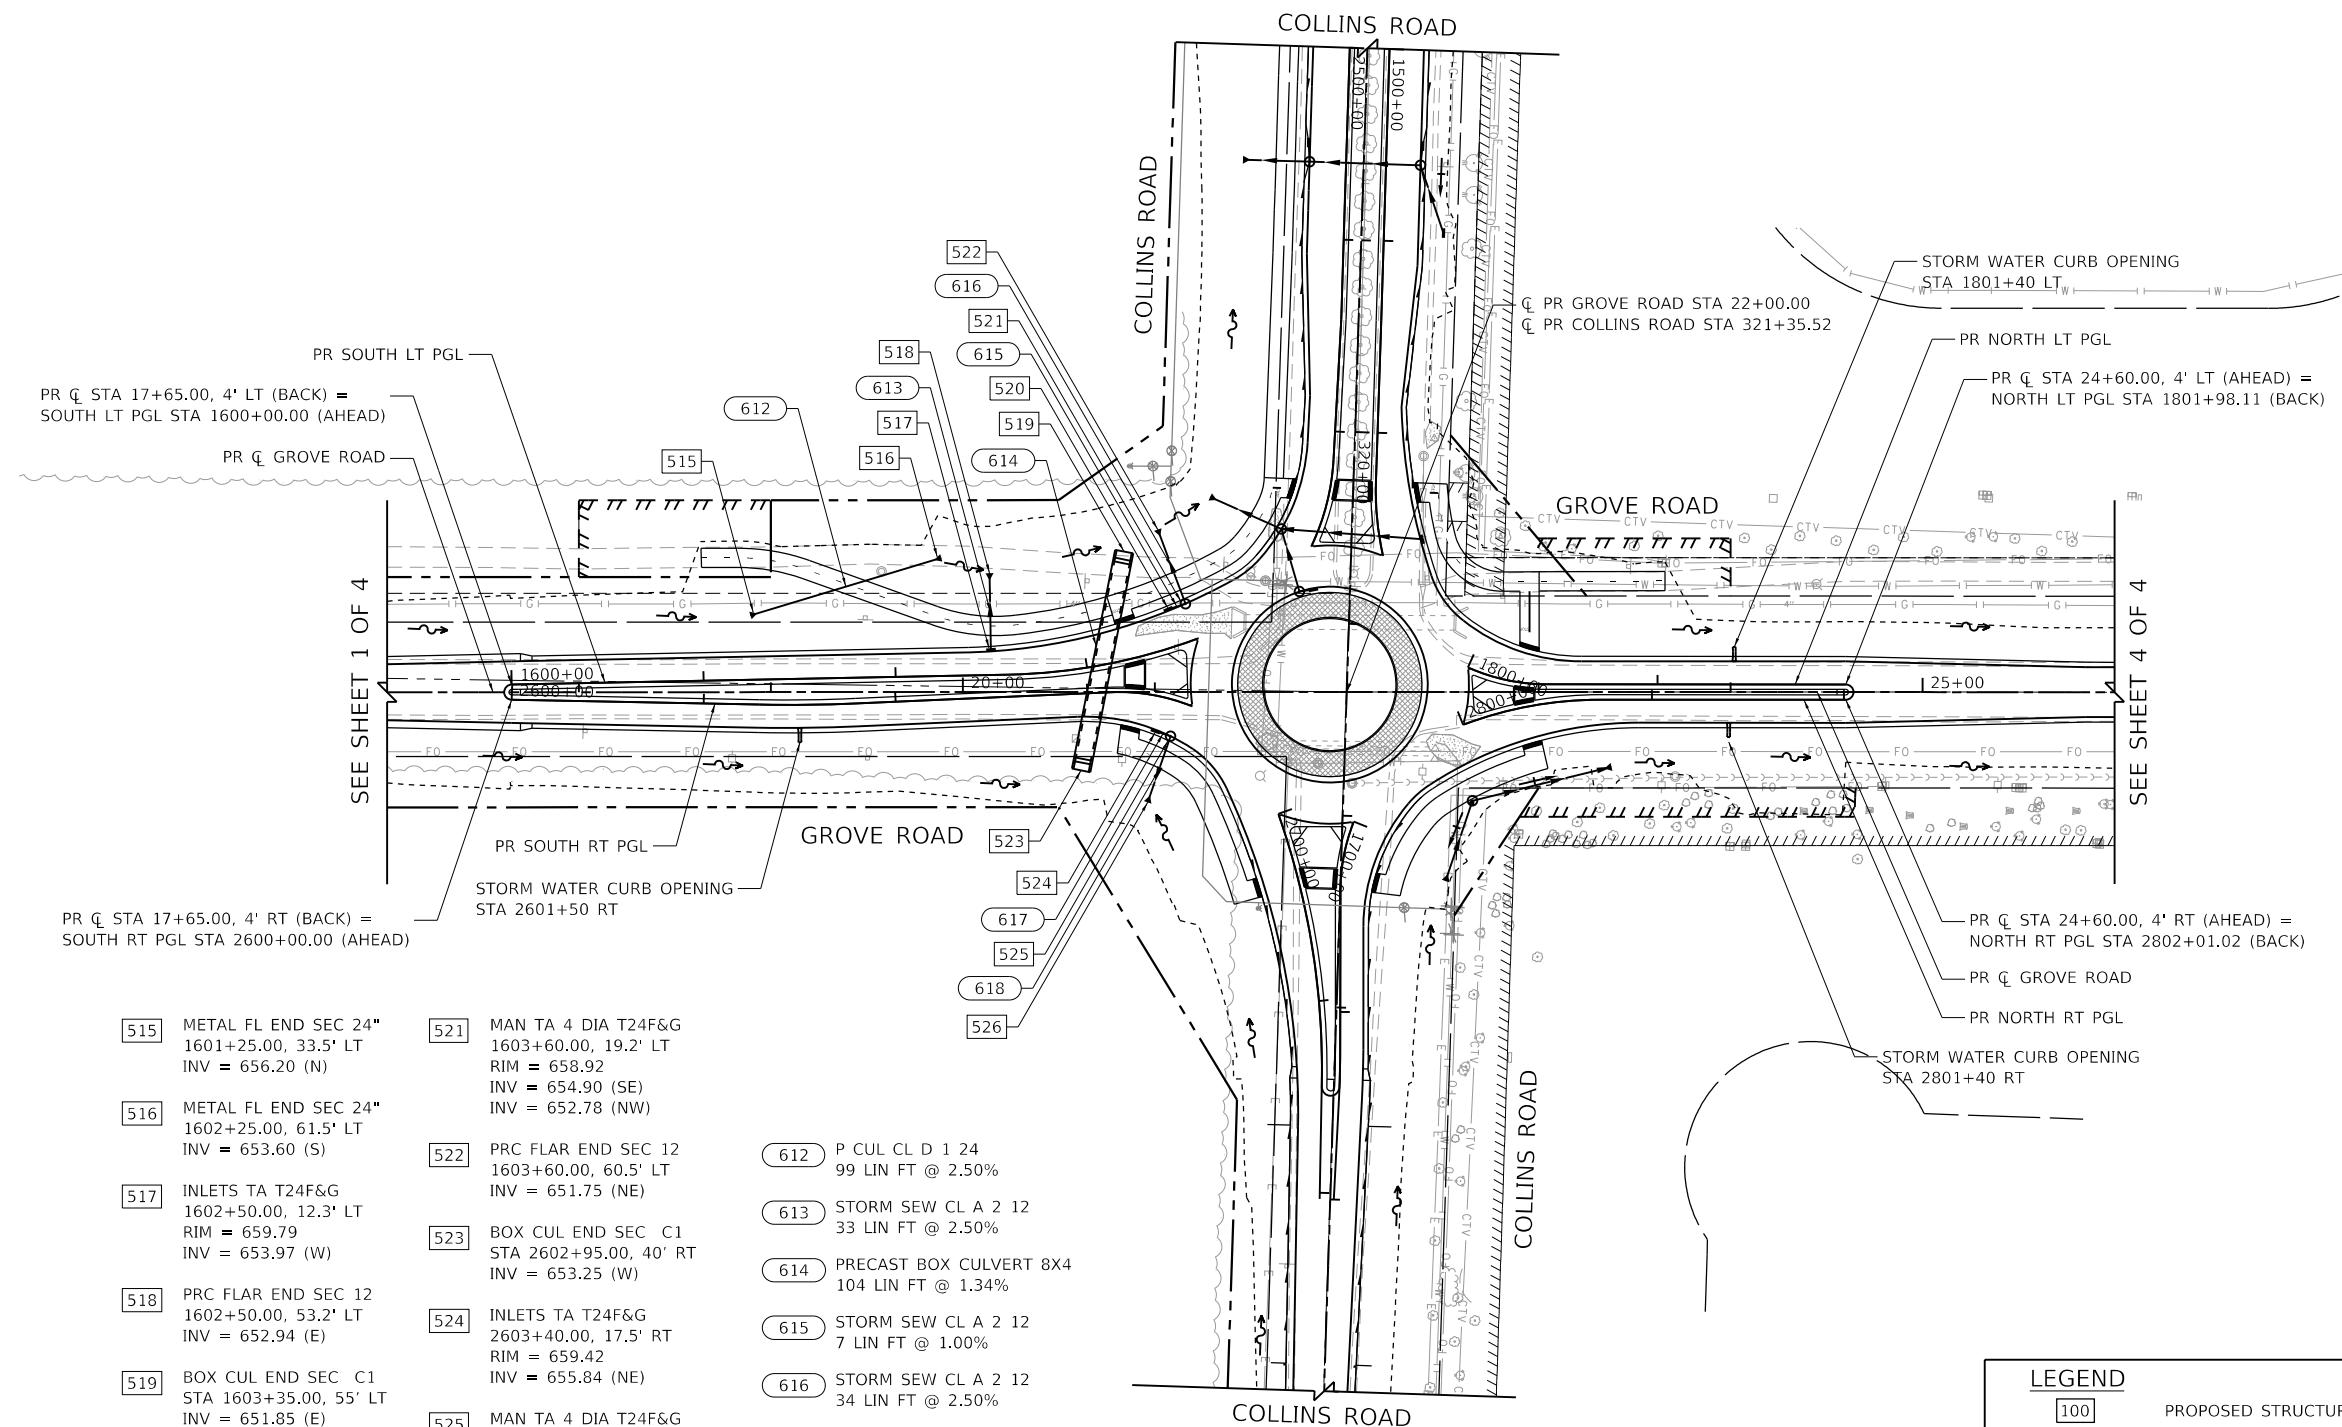 COLLINS ROAD
2500+00
1500+00
COLLINS ROAD
522
616
521
615
520
519
614
518
613
517
516
612
515
320+00
PR SOUTH LT PGL
PR ℄ STA 17+65.00, 4' LT (BACK) =
SOUTH LT PGL STA 1600+00.00 (AHEAD)
PR ℄ GROVE ROAD
℄ PR GROVE ROAD STA 22+00.00
℄ PR COLLINS ROAD STA 321+35.52
STORM WATER CURB OPENING
STA 1801+40 LT
PR NORTH LT PGL
PR ℄ STA 24+60.00, 4' LT (AHEAD) =
NORTH LT PGL STA 1801+98.11 (BACK)
GROVE ROAD
SEE SHEET 1 OF 4
SEE SHEET 4 OF 4
1600+00
2600+00
20+00
1800+00
2800+00
25+00
2700+00
1700+00
GROVE ROAD
PR SOUTH RT PGL
STORM WATER CURB OPENING
STA 2601+50 RT
PR ℄ STA 17+65.00, 4' RT (BACK) =
SOUTH RT PGL STA 2600+00.00 (AHEAD)
523
524
617
525
618
526
PR ℄ STA 24+60.00, 4' RT (AHEAD) =
NORTH RT PGL STA 2802+01.02 (BACK)
PR ℄ GROVE ROAD
PR NORTH RT PGL
STORM WATER CURB OPENING
STA 2801+40 RT
COLLINS ROAD
515 METAL FL END SEC 24"
1601+25.00, 33.5' LT
INV = 656.20 (N)
516 METAL FL END SEC 24"
1602+25.00, 61.5' LT
INV = 653.60 (S)
517 INLETS TA T24F&G
1602+50.00, 12.3' LT
RIM = 659.79
INV = 653.97 (W)
518 PRC FLAR END SEC 12
1602+50.00, 53.2' LT
INV = 652.94 (E)
519 BOX CUL END SEC C1
STA 1603+35.00, 55' LT
INV = 651.85 (E)
521 MAN TA 4 DIA T24F&G
1603+60.00, 19.2' LT
RIM = 658.92
INV = 654.90 (SE)
INV = 652.78 (NW)
522 PRC FLAR END SEC 12
1603+60.00, 60.5' LT
INV = 651.75 (NE)
523 BOX CUL END SEC C1
STA 2602+95.00, 40' RT
INV = 653.25 (W)
524 INLETS TA T24F&G
2603+40.00, 17.5' RT
RIM = 659.42
INV = 655.84 (NE)
525 MAN TA 4 DIA T24F&G
612 P CUL CL D 1 24
99 LIN FT @ 2.50%
613 STORM SEW CL A 2 12
33 LIN FT @ 2.50%
614 PRECAST BOX CULVERT 8X4
104 LIN FT @ 1.34%
615 STORM SEW CL A 2 12
7 LIN FT @ 1.00%
616 STORM SEW CL A 2 12
34 LIN FT @ 2.50%
COLLINS ROAD
LEGEND
100 PROPOSED STRUCTUR